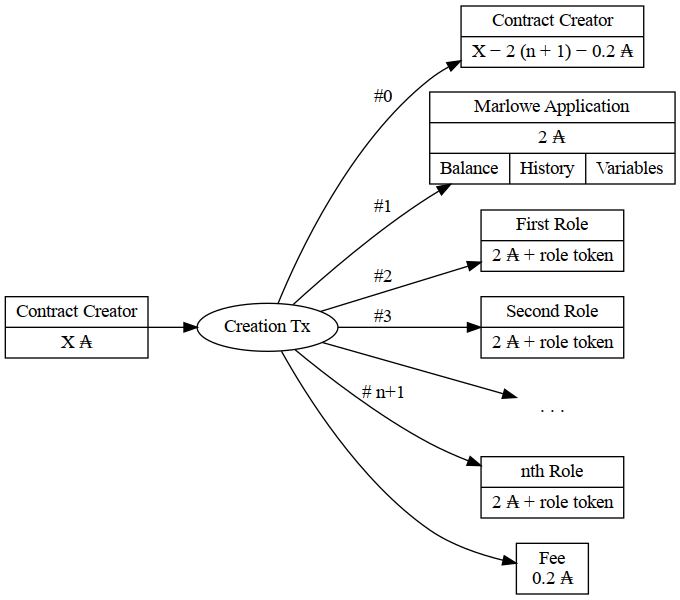 Contract Creator
X − 2 (n + 1) − 0.2 ₳
#0
Marlowe Application
2 ₳
Balance History Variables
#1
First Role
2 ₳ + role token
#2
Contract Creator
X ₳
Creation Tx
#3
Second Role
2 ₳ + role token
. . .
# n+1
nth Role
2 ₳ + role token
Fee
0.2 ₳